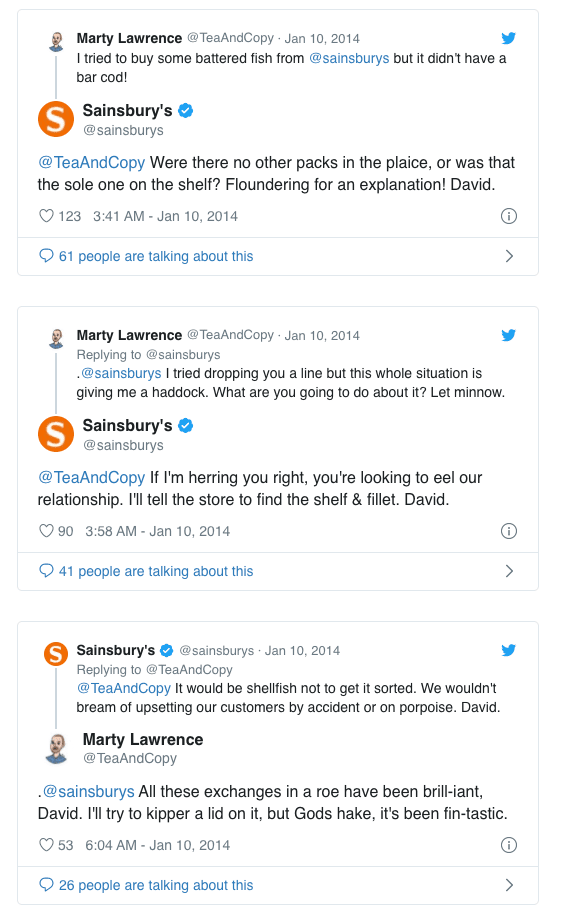 Marty Lawrence @TeaAndCopy · Jan 10, 2014
I tried to buy some battered fish from @sainsburys but it didn't have a
bar cod!
Sainsbury's
@sainsburys
@TeaAndCopy Were there no other packs in the plaice, or was that
the sole one on the shelf? Floundering for an explanation! David.
123 3:41 AM - Jan 10, 2014
61 people are talking about this
Marty Lawrence @TeaAndCopy · Jan 10, 2014
Replying to @sainsburys
.@sainsburys I tried dropping you a line but this whole situation is
giving me a haddock. What are you going to do about it? Let minnow.
Sainsbury's
@sainsburys
@TeaAndCopy If I'm herring you right, you're looking to eel our
relationship. I'll tell the store to find the shelf & fillet. David.
90 3:58 AM - Jan 10, 2014
41 people are talking about this
Sainsbury's @sainsburys · Jan 10, 2014
Replying to @TeaAndCopy
@TeaAndCopy It would be shellfish not to get it sorted. We wouldn't
bream of upsetting our customers by accident or on porpoise. David.
Marty Lawrence
@TeaAndCopy
.@sainsburys All these exchanges in a roe have been brill-iant,
David. I'll try to kipper a lid on it, but Gods hake, it's been fin-tastic.
53 6:04 AM - Jan 10, 2014
26 people are talking about this